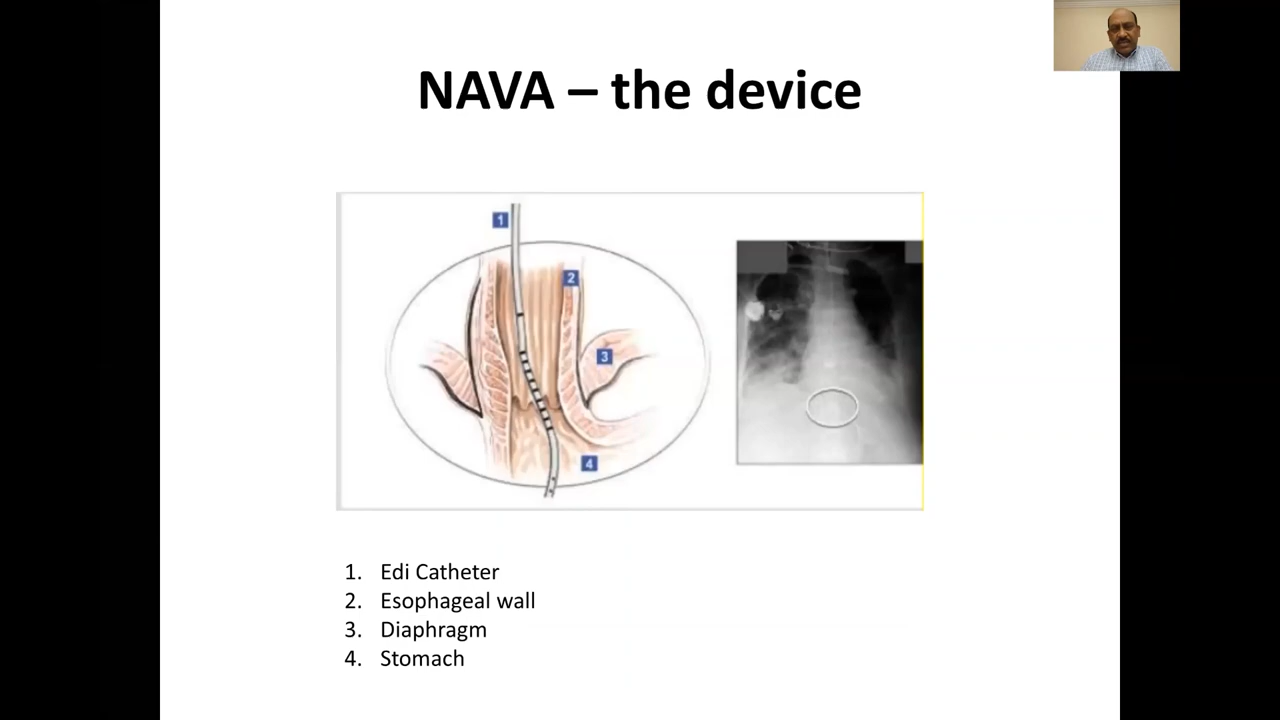 NAVA – the device
1
2
3
4
1. Edi Catheter
2. Esophageal wall
3. Diaphragm
4. Stomach